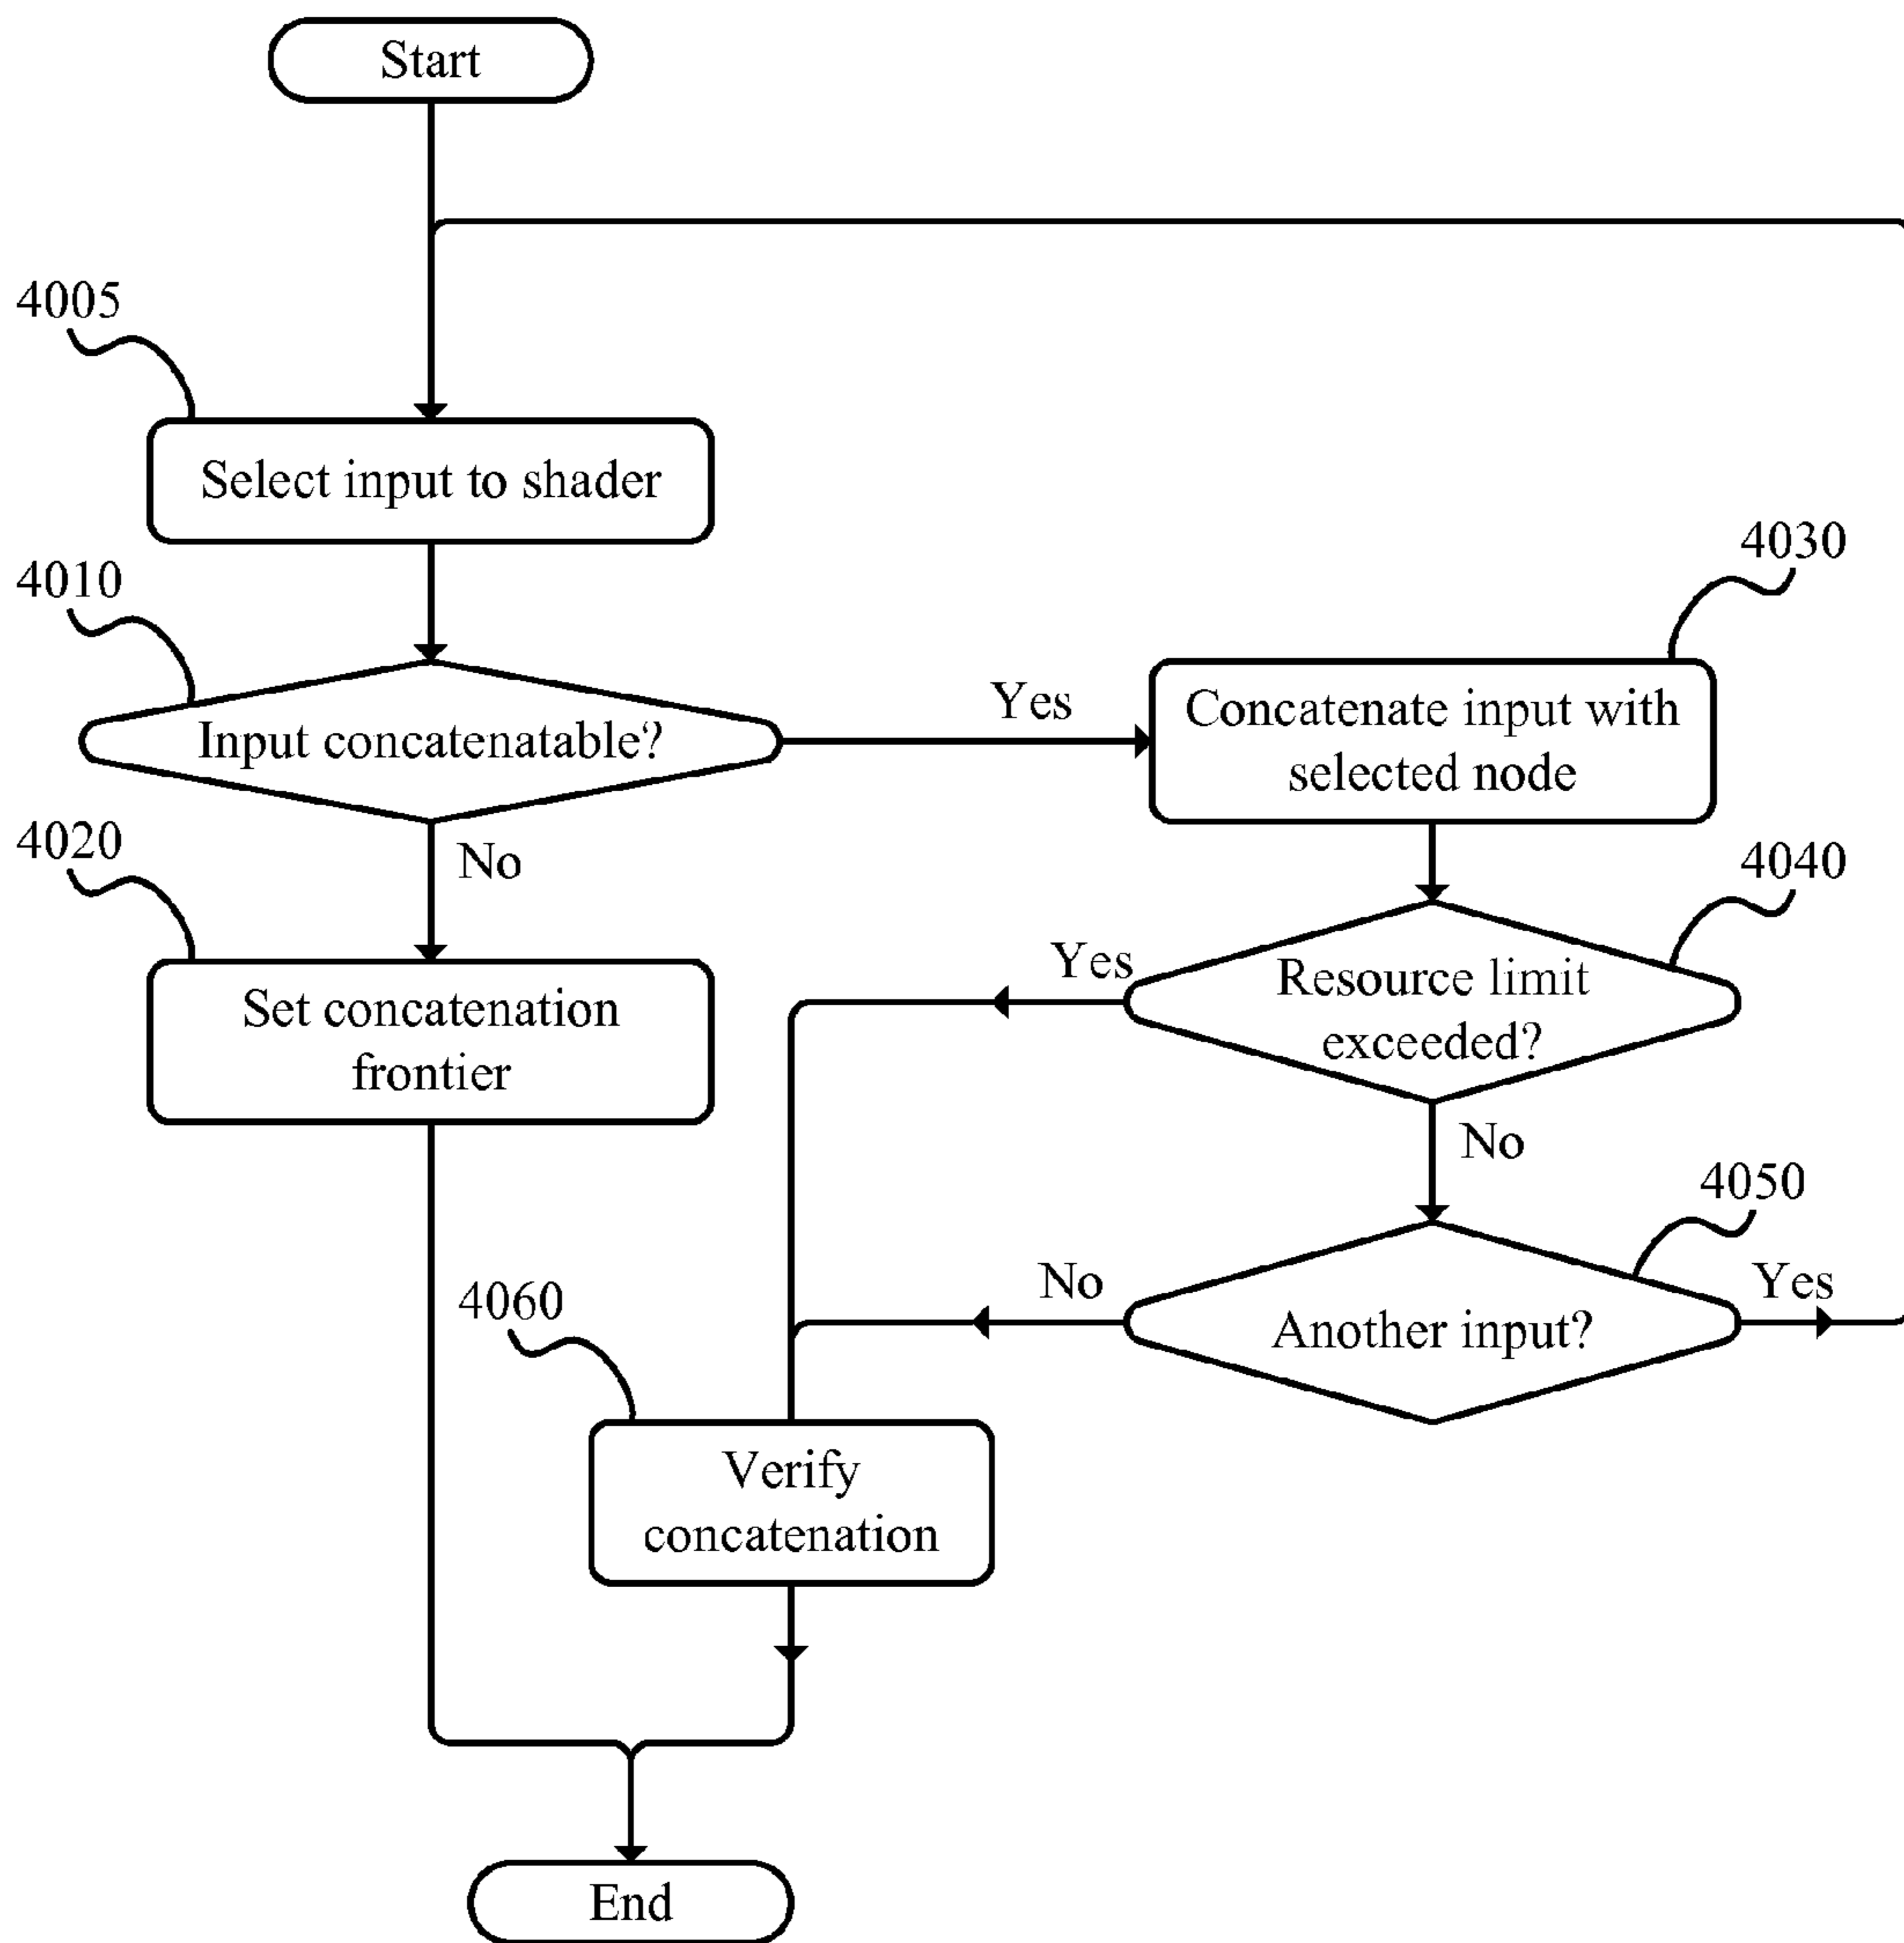 Start
4005
Select input to shader
4010
Input concatenatable?
Yes
4030
Concatenate input with
selected node
No
4020
Set concatenation
frontier
4040
Yes
Resource limit
exceeded?
No
4050
Another input?
Yes
No
4060
Verify
concatenation
End